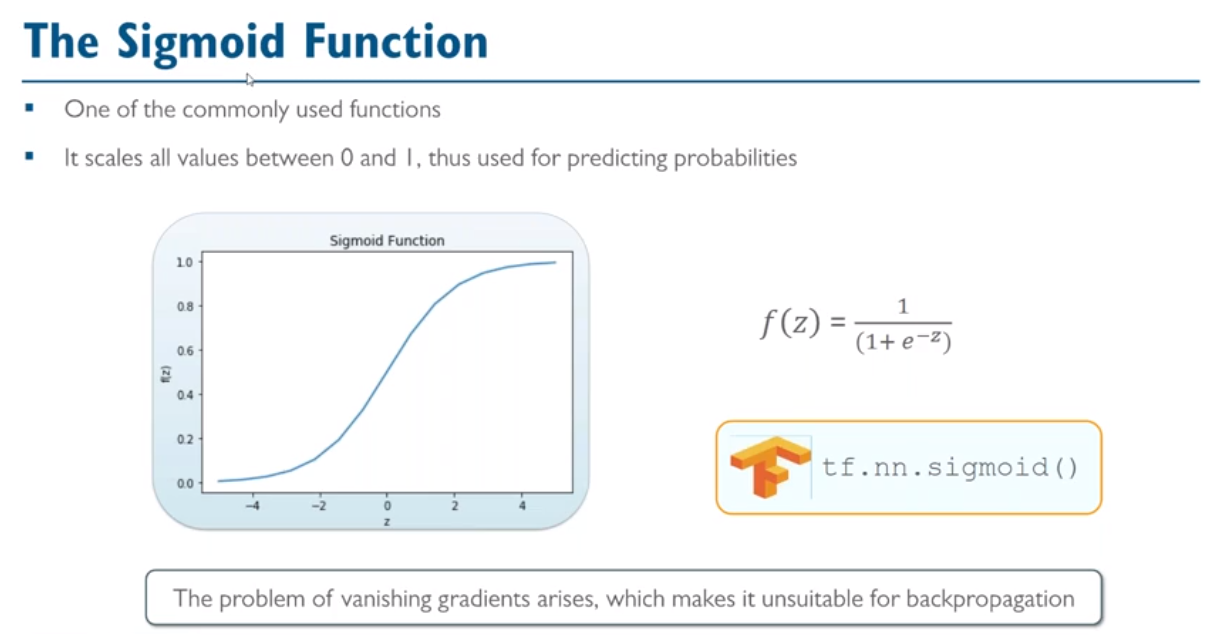 The Sigmoid Function
▪ One of the commonly used functions
▪ It scales all values between 0 and 1, thus used for predicting probabilities
Sigmoid Function
1.0
0.8
0.6
0.4
0.2
0.0
f(z)
−4 −2 0 2 4
z
f(z) = 1 / (1+ e^−z)
tf.nn.sigmoid()
The problem of vanishing gradients arises, which makes it unsuitable for backpropagation